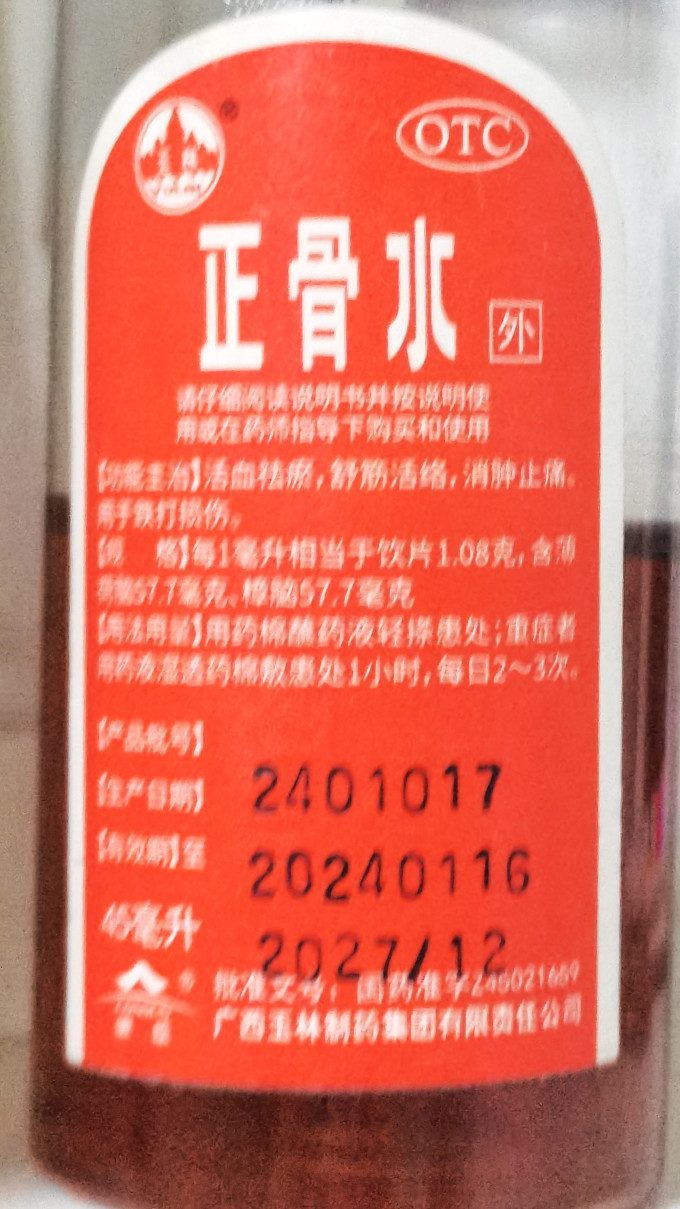 OTC
正骨水
外
请仔细阅读说明书并按说明使
用或在药师指导下购买和使用
【功能主治】活血祛瘀，舒筋活络，消肿止痛。
用于跌打损伤。
【规 格】每1毫升相当于饮片1.08克，含薄
荷脑57.7毫克、樟脑57.7毫克
【用法用量】用药棉蘸药液轻搽患处；重症者
用药液湿透药棉敷患处1小时，每日2～3次。
【产品批号】
2401017
【生产日期】
20240116
【有效期】至
2027/12
45毫升
批准文号：国药准字Z45021659
广西玉林制药集团有限责任公司